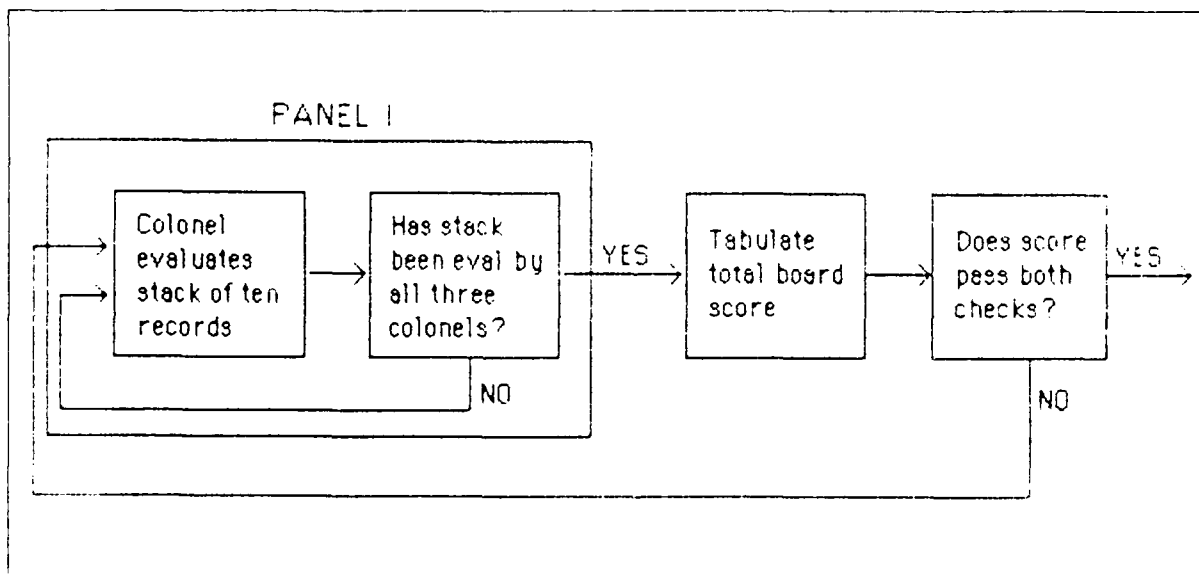 PANEL I
Colonel
evaluates
stack of ten
records
Has stack
been eval by
all three
colonels?
NO
YES
Tabulate
total board
score
Does score
pass both
checks?
YES
NO